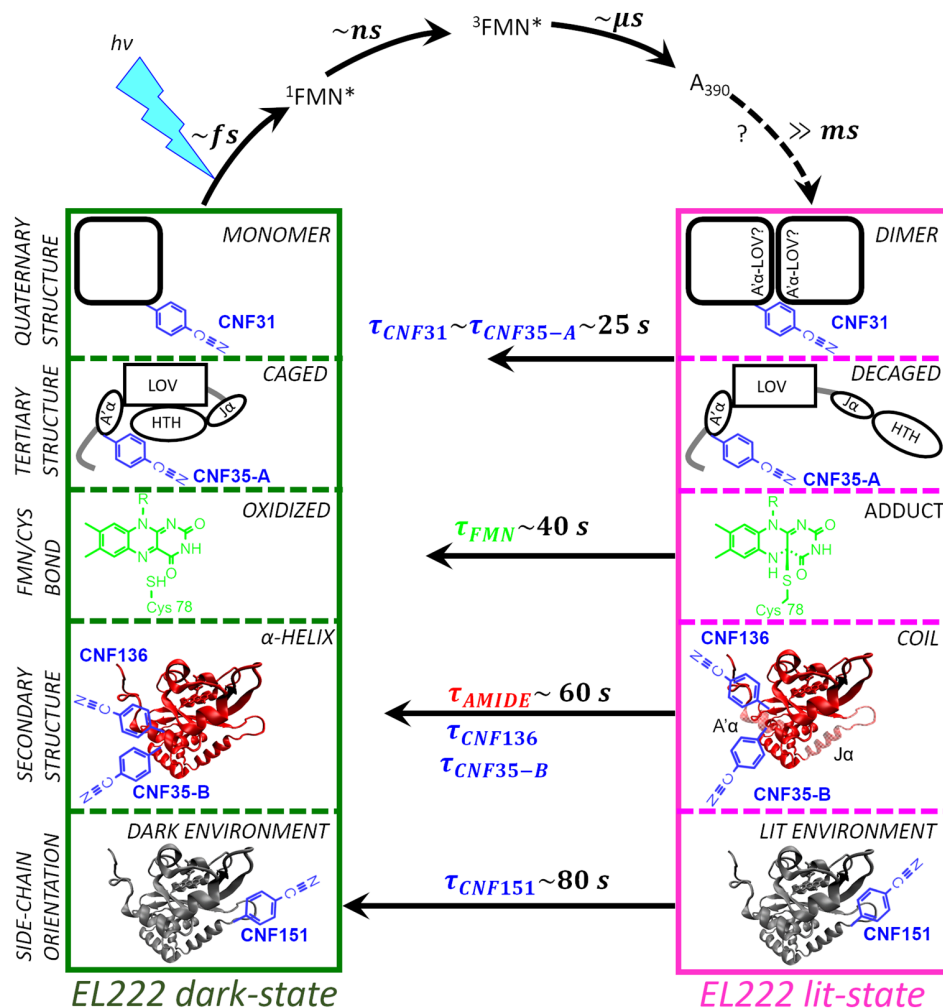 hν
~fs
¹FMN*
~ns
³FMN*
~μs
A₃₉₀
?
≫ ms
QUATERNARY
STRUCTURE
MONOMER
CNF31
C≡N
τCNF31~τCNF35−A~25 s
DIMER
A'α-LOV?
A'α-LOV?
CNF31
C≡N
TERTIARY
STRUCTURE
CAGED
LOV
A'α
HTH
Jα
CNF35-A
C≡N
DECAGED
LOV
A'α
Jα
HTH
CNF35-A
C≡N
FMN/CYS
BOND
OXIDIZED
R
N
N
O
NH
N
O
SH
Cys 78
τFMN~40 s
ADDUCT
R
N
N
O
NH
N
H
O
S
Cys 78
SECONDARY
STRUCTURE
α-HELIX
CNF136
N≡C
N≡C
CNF35-B
τAMIDE~ 60 s
τCNF136
τCNF35−B
COIL
CNF136
N≡C
A'α
Jα
N≡C
CNF35-B
SIDE-CHAIN
ORIENTATION
DARK ENVIRONMENT
C≡N
CNF151
τCNF151~80 s
LIT ENVIRONMENT
C≡N
CNF151
EL222 dark-state
EL222 lit-state